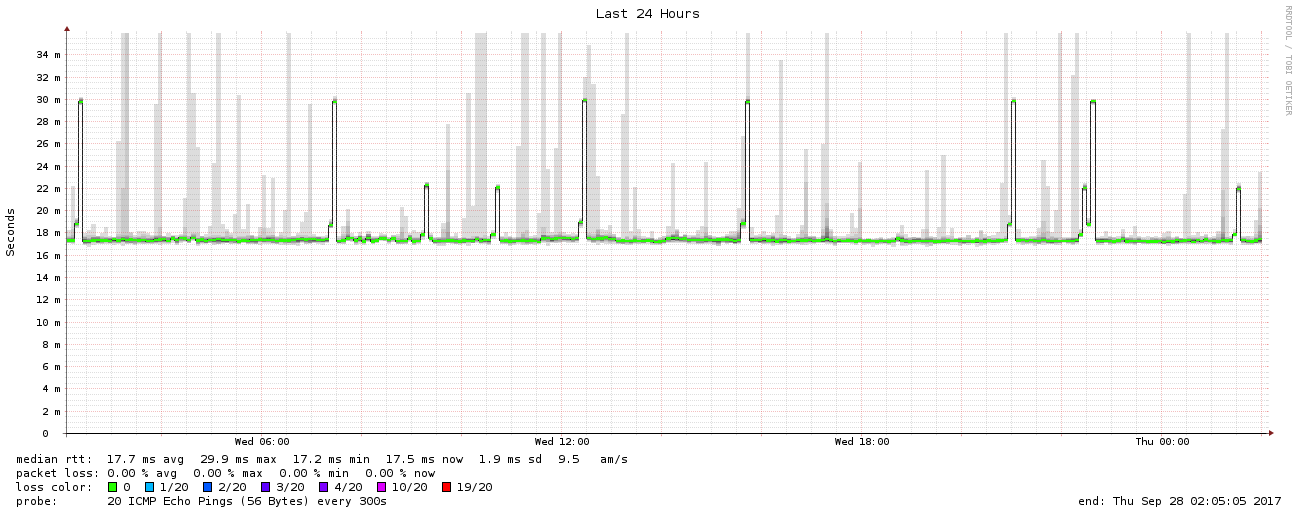 Last 24 Hours
RRDTOOL / TOBI OETIKER
Seconds
34 m
32 m
30 m
28 m
26 m
24 m
22 m
20 m
18 m
16 m
14 m
12 m
10 m
8 m
6 m
4 m
2 m
0
Wed 06:00 Wed 12:00 Wed 18:00 Thu 00:00
median rtt: 17.7 ms avg 29.9 ms max 17.2 ms min 17.5 ms now 1.9 ms sd 9.5 am/s
packet loss: 0.00 % avg 0.00 % max 0.00 % min 0.00 % now
loss color: 0 1/20 2/20 3/20 4/20 10/20 19/20
probe: 20 ICMP Echo Pings (56 Bytes) every 300s end: Thu Sep 28 02:05:05 2017